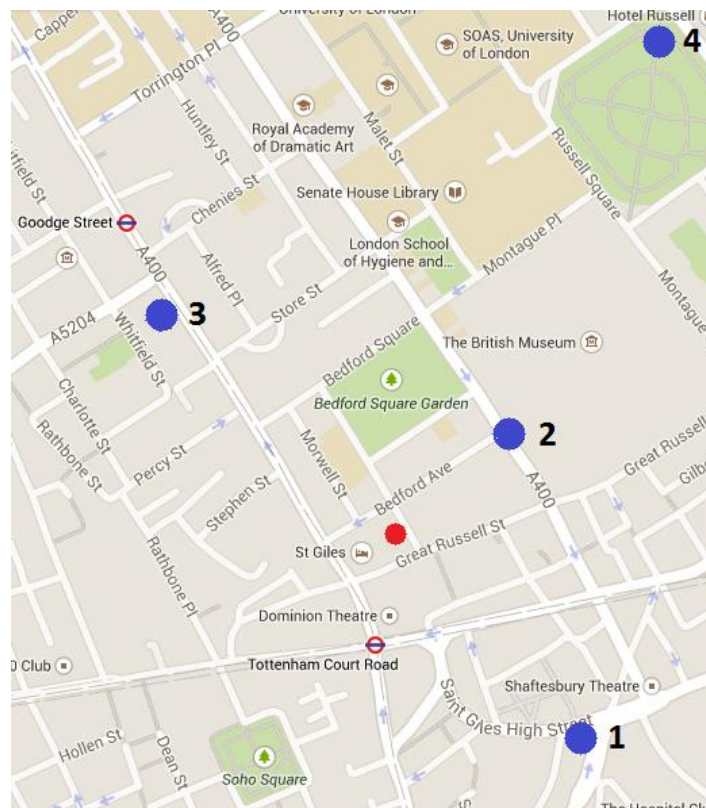 University of London
Hotel Russell
Capper
A400
4
SOAS, University
of London
Torrington Pl
Huntley St
Royal Academy
of Dramatic Art
Malet St
Russell Square
Whitfield St
Chenies St
Senate House Library
Goodge Street
London School
of Hygiene and...
Montague Pl
A400
Alfred Pl
Montague
Store St
3
A5204
Whitfield St
Bedford Square
The British Museum
Charlotte St
Bedford Square Garden
Rathbone St
Percy St
Morwell St
2
Bedford Ave
A400
Great Russell
Gilb
Stephen St
St Giles
Great Russell St
Rathbone Pl
Dominion Theatre
Club
Tottenham Court Road
Saint Giles High Street
Shaftesbury Theatre
1
Hollen St
Dean St
Soho Square
The Hospital Cl